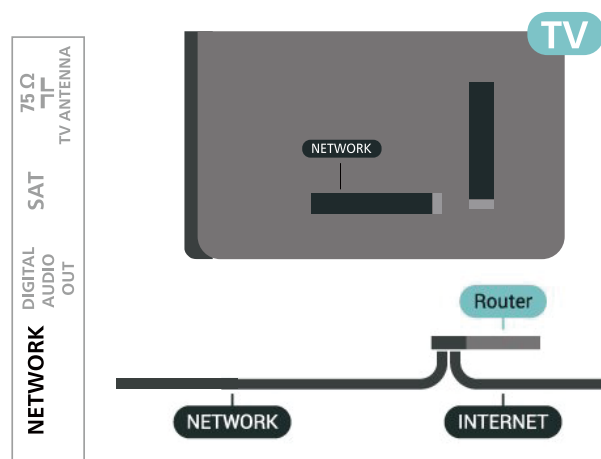 TV
75 Ω
TV ANTENNA
SAT
DIGITAL
AUDIO
OUT
NETWORK
NETWORK
Router
NETWORK
INTERNET